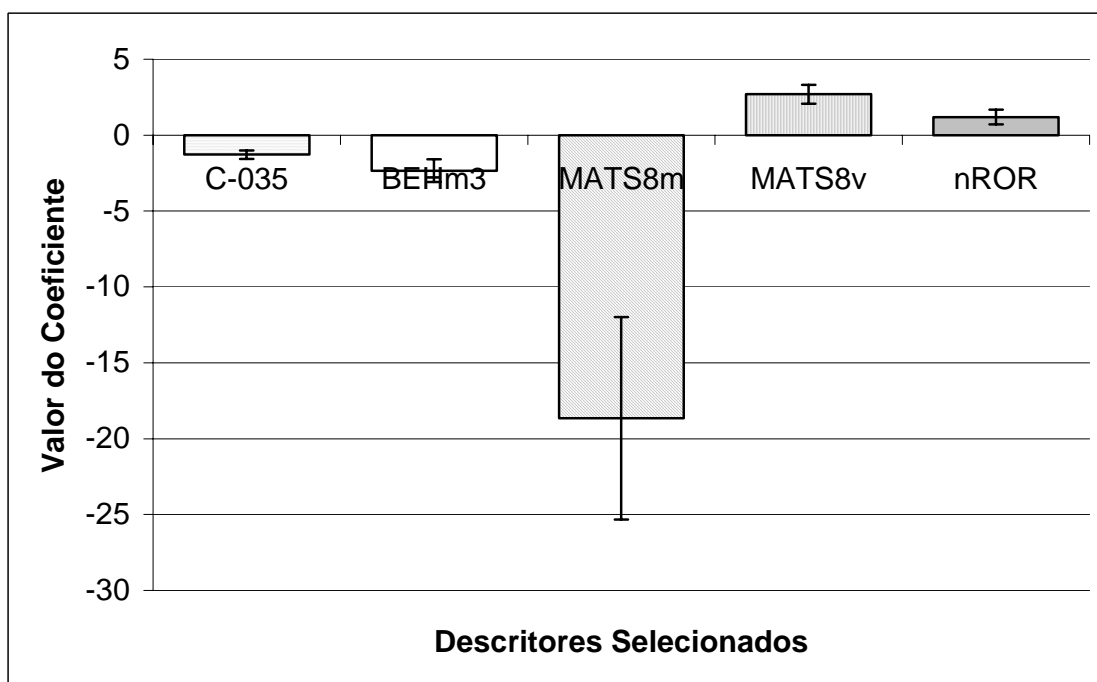 5
0
-5
-10
-15
-20
-25
-30
Valor do Coeficiente
C-035 BEHm3 MATS8m MATS8v nROR
Descritores Selecionados